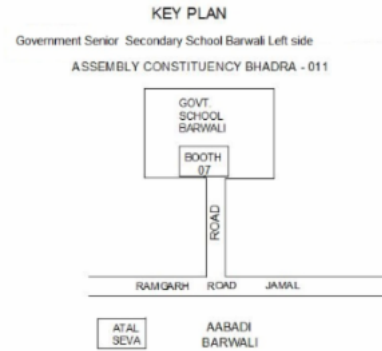 KEY PLAN
Government Senior Secondary School Barwali Left side
ASSEMBLY CONSTITUENCY BHADRA - 011
GOVT.
SCHOOL
BARWALI
BOOTH
07
ROAD
RAMGARH ROAD JAMAL
ATAL
SEVA
AABADI
BARWALI